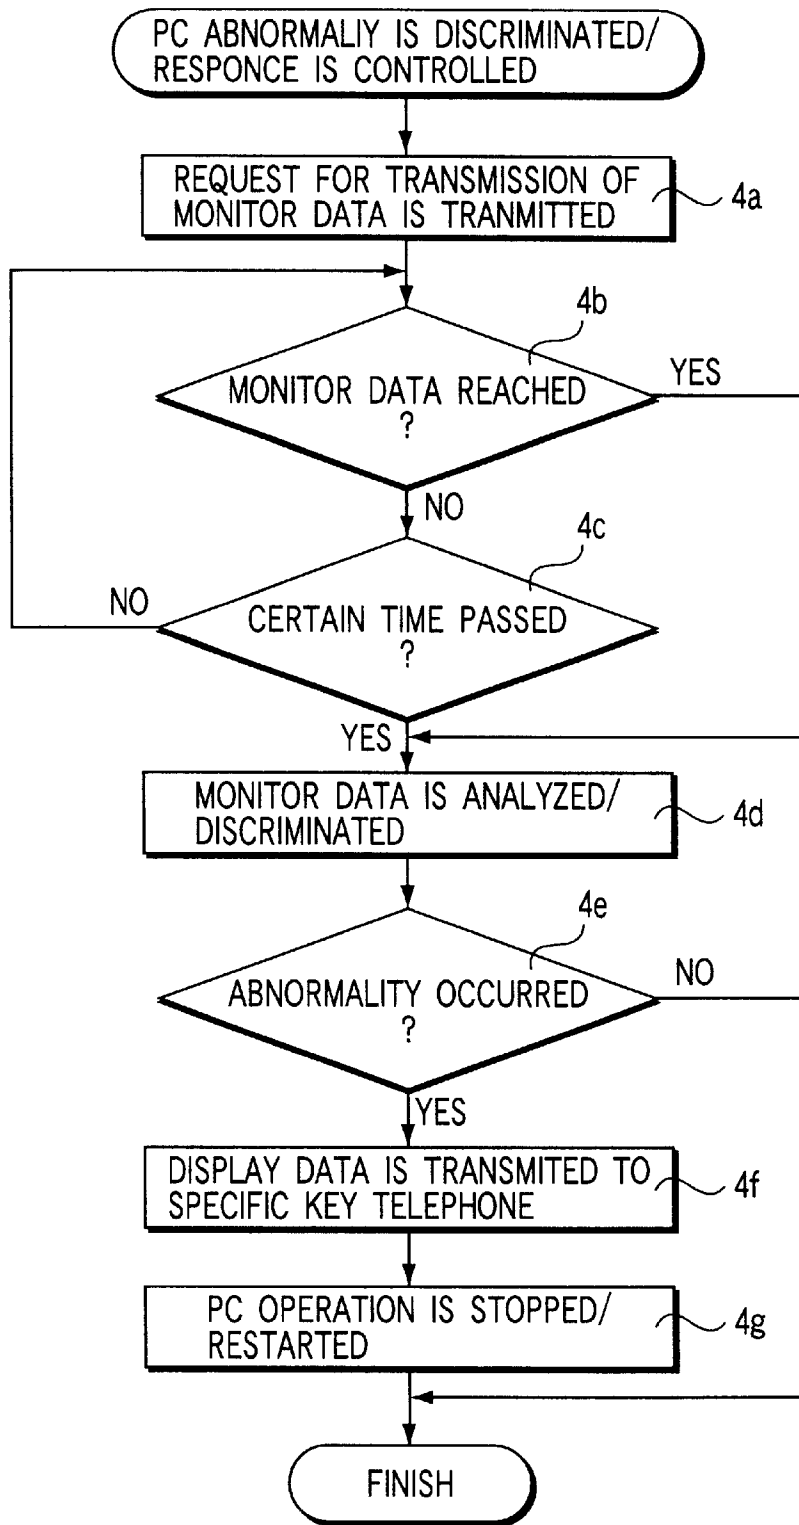 PC ABNORMALIY IS DISCRIMINATED/
RESPONCE IS CONTROLLED
REQUEST FOR TRANSMISSION OF
MONITOR DATA IS TRANMITTED
4a
4b
MONITOR DATA REACHED
?
YES
NO
4c
CERTAIN TIME PASSED
?
NO
YES
MONITOR DATA IS ANALYZED/
DISCRIMINATED
4d
4e
ABNORMALITY OCCURRED
?
NO
YES
DISPLAY DATA IS TRANSMITED TO
SPECIFIC KEY TELEPHONE
4f
PC OPERATION IS STOPPED/
RESTARTED
4g
FINISH